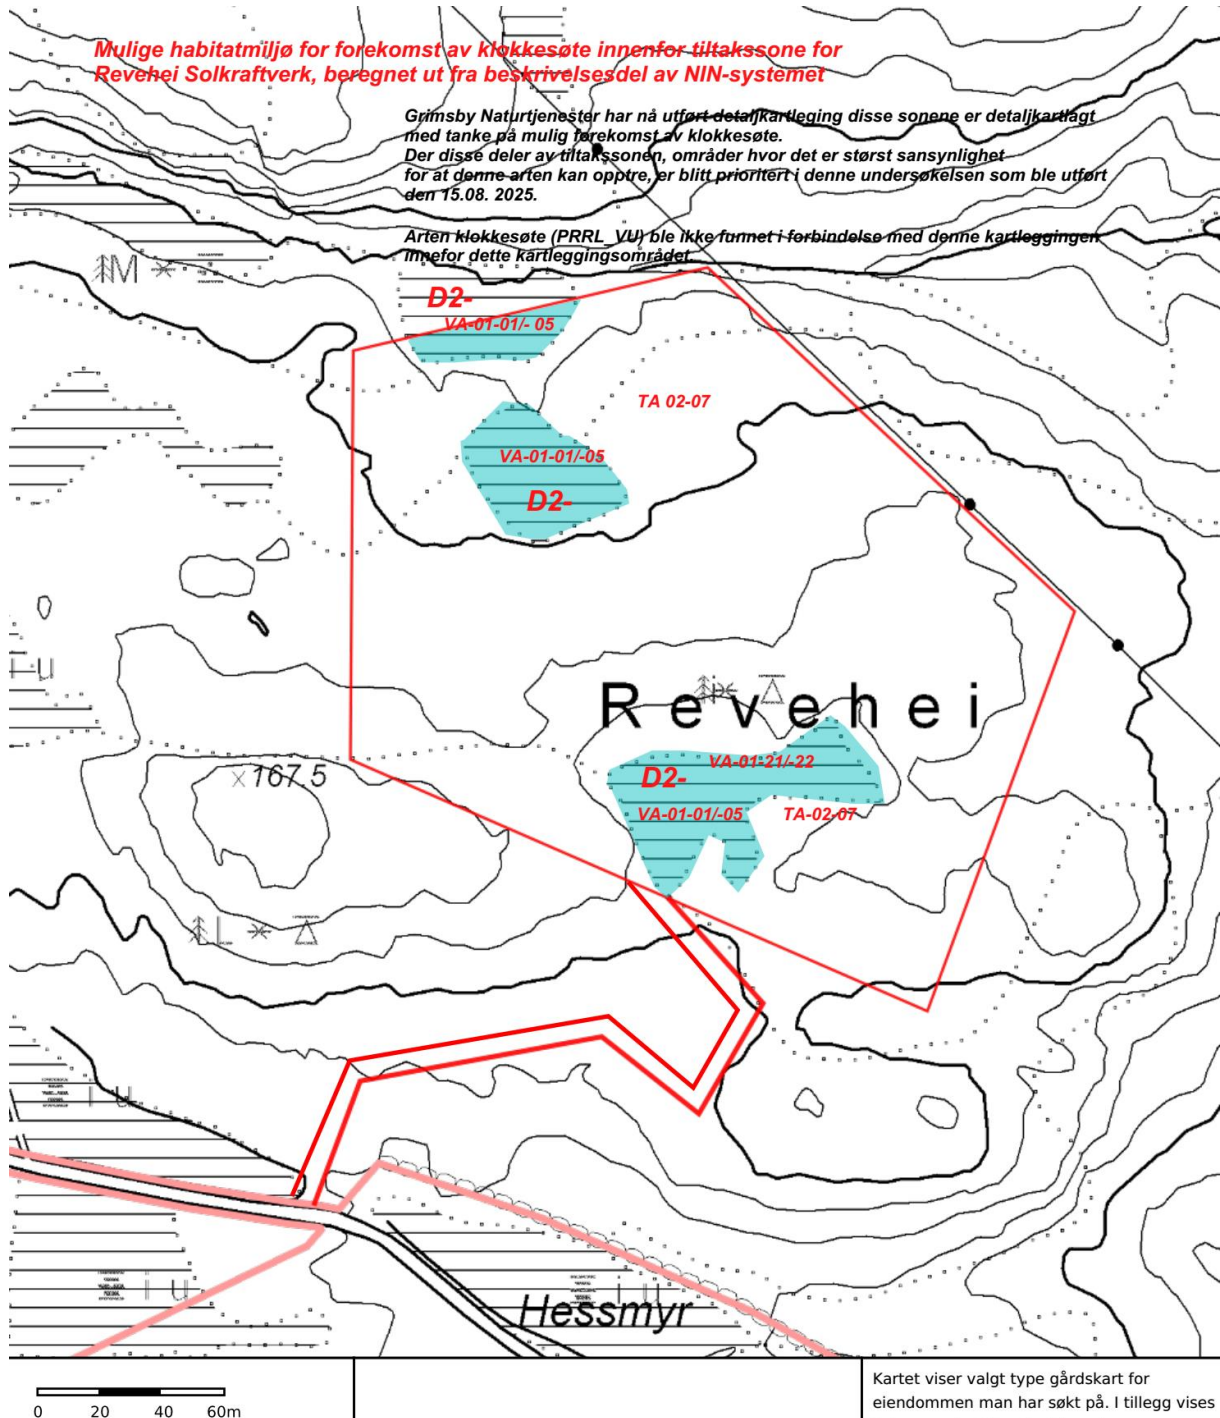 Mulige habitatmiljø for forekomst av klokkesøte innenfor tiltakssone for
Revehei Solkraftverk, beregnet ut fra beskrivelsesdel av NIN-systemet
Grimsby Naturtjenester har nå utført detaljkartleging disse sonene er detaljkartlagt
med tanke på mulig førekomst av klokkesøte.
Der disse deler av tiltakssonen, områder hvor det er størst sansynlighet
for at denne arten kan opptre, er blitt prioritert i denne undersøkelsen som ble utført
den 15.08. 2025.
Arten klokkesøte (PRRL_VU) ble ikke funnet i forbindelse med denne kartleggingen
innefor dette kartleggingsområdet.
M
D2-
VA-01-01/- 05
TA 02-07
VA-01-01/-05
D2-
Revehei
167.5
VA-01-21/-22
D2-
VA-01-01/-05
TA-02-07
L
Hessmyr
0 20 40 60m
Kartet viser valgt type gårdskart for
eiendommen man har søkt på. I tillegg vises